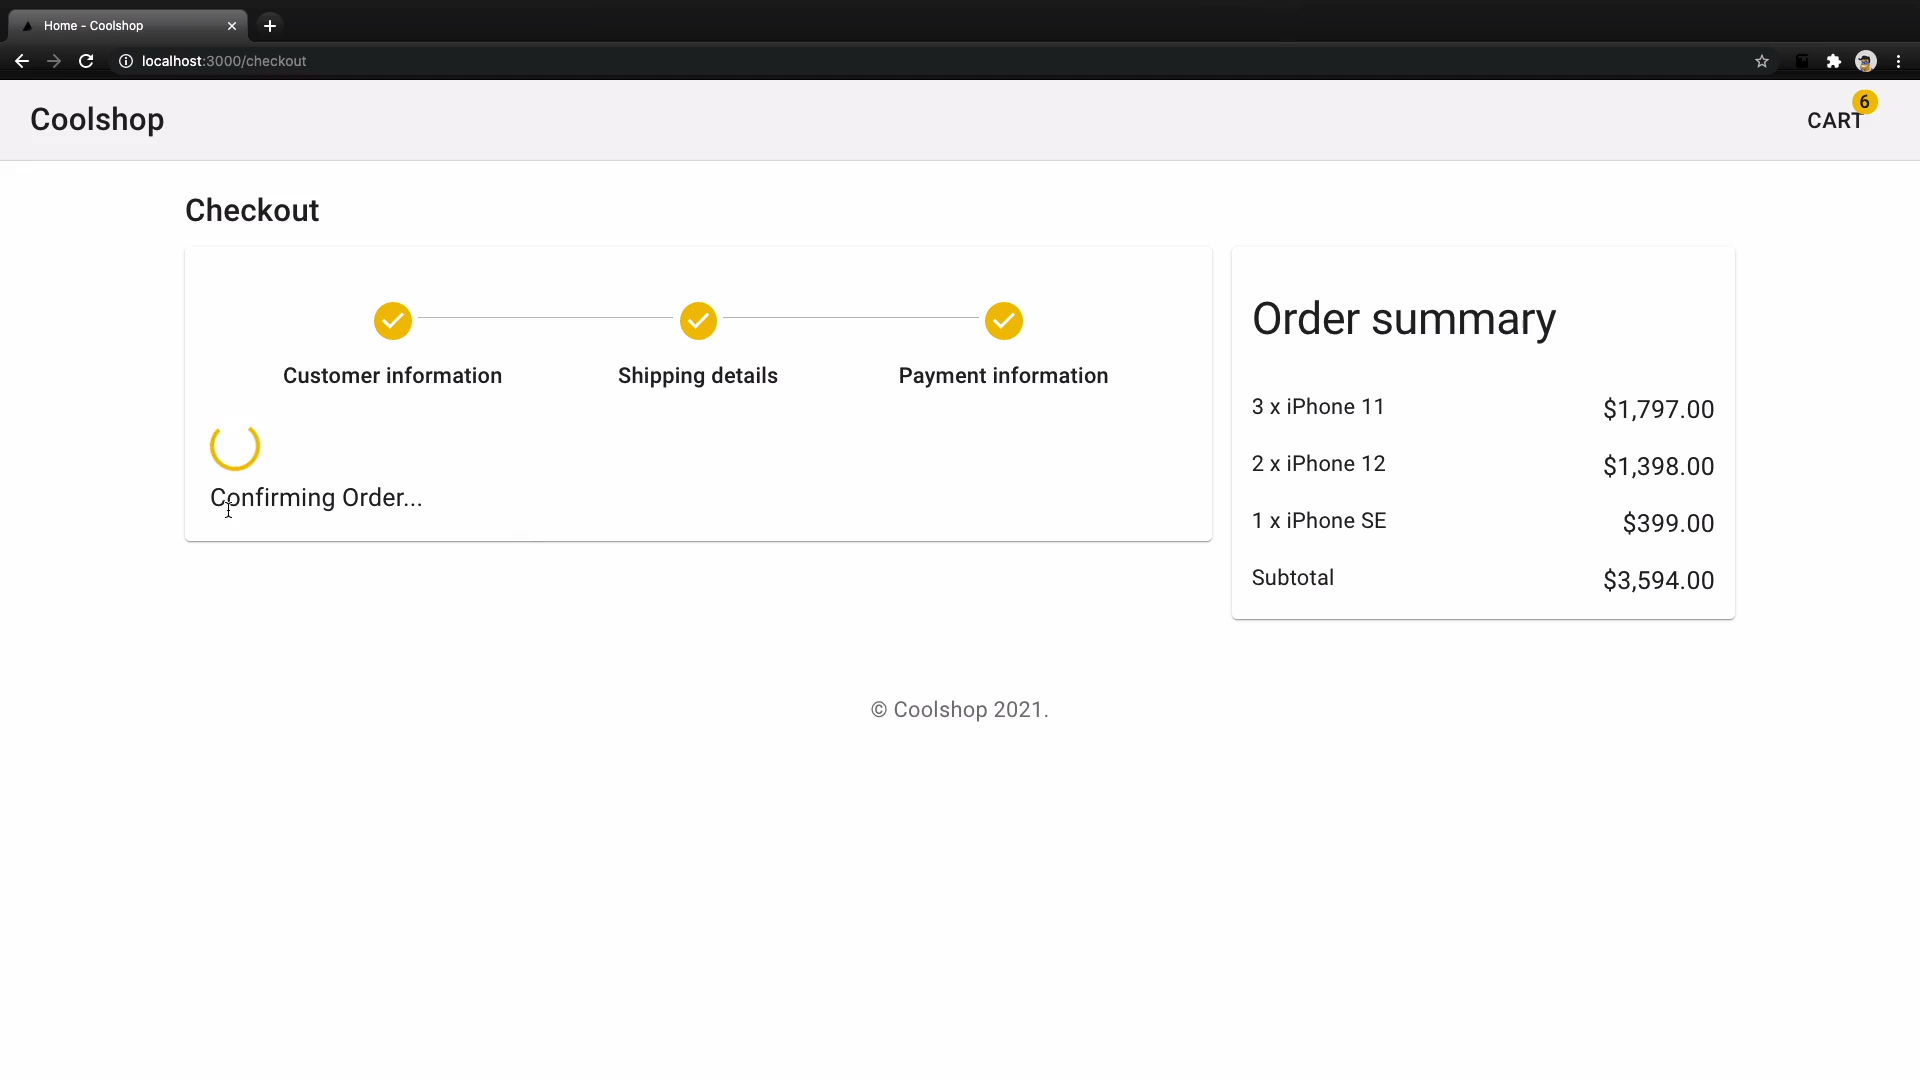 Home - Coolshop
localhost:3000/checkout
Coolshop
CART
6
Checkout
Customer information
Shipping details
Payment information
Confirming Order...
Order summary
3 x iPhone 11 $1,797.00
2 x iPhone 12 $1,398.00
1 x iPhone SE $399.00
Subtotal $3,594.00
© Coolshop 2021.